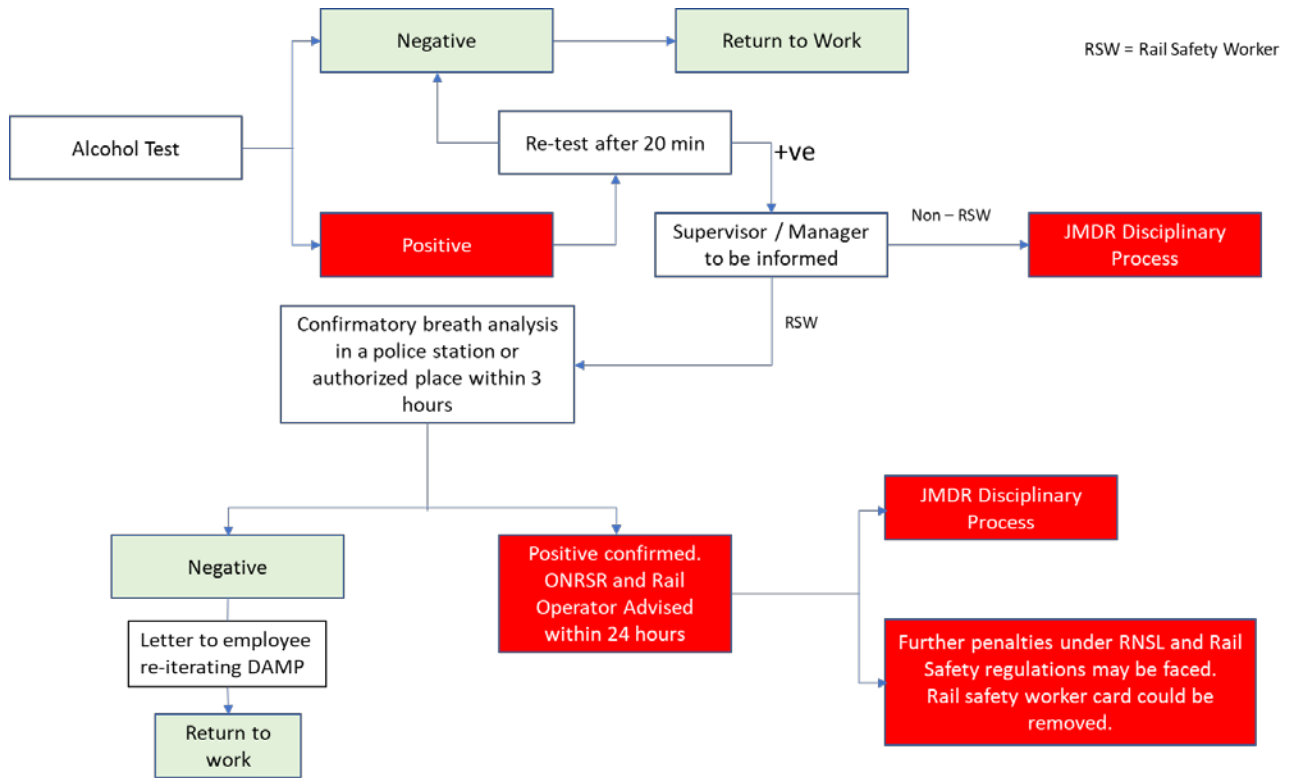 Negative
Return to Work
RSW = Rail Safety Worker
Alcohol Test
Re-test after 20 min
+ve
Positive
Supervisor / Manager
to be informed
Non – RSW
JMDR Disciplinary
Process
Confirmatory breath analysis
in a police station or
authorized place within 3
hours
RSW
JMDR Disciplinary
Process
Negative
Positive confirmed.
ONRSR and Rail
Operator Advised
within 24 hours
Letter to employee
re-iterating DAMP
Further penalties under RNSL and Rail
Safety regulations may be faced.
Rail safety worker card could be
removed.
Return to
work